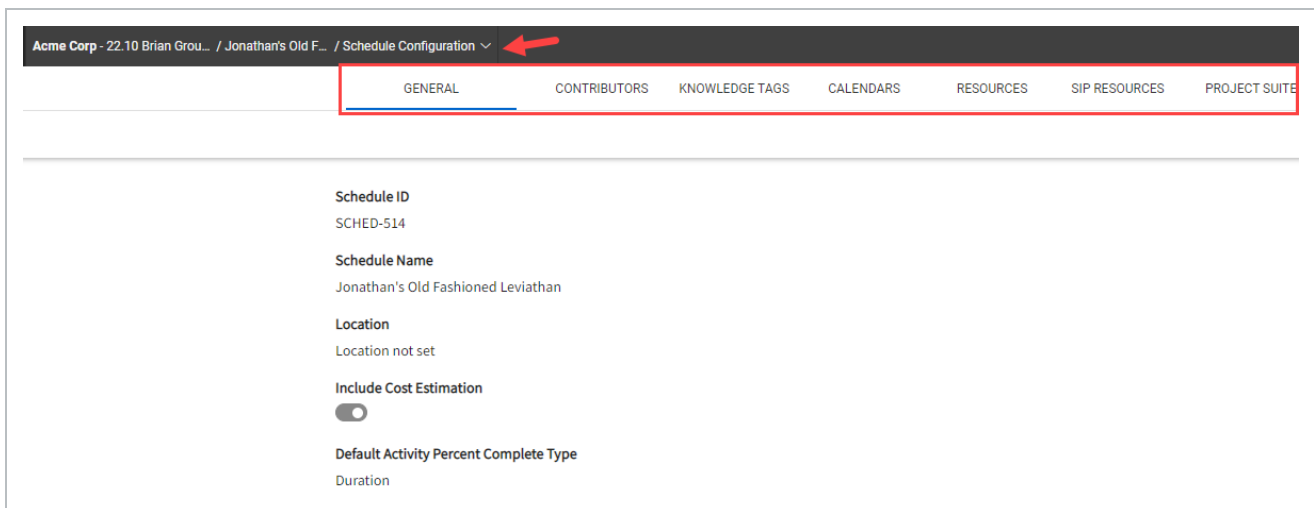 Acme Corp - 22.10 Brian Grou... / Jonathan's Old F... / Schedule Configuration
GENERAL CONTRIBUTORS KNOWLEDGE TAGS CALENDARS RESOURCES SIP RESOURCES PROJECT SUITE
Schedule ID
SCHED-514
Schedule Name
Jonathan's Old Fashioned Leviathan
Location
Location not set
Include Cost Estimation
Default Activity Percent Complete Type
Duration